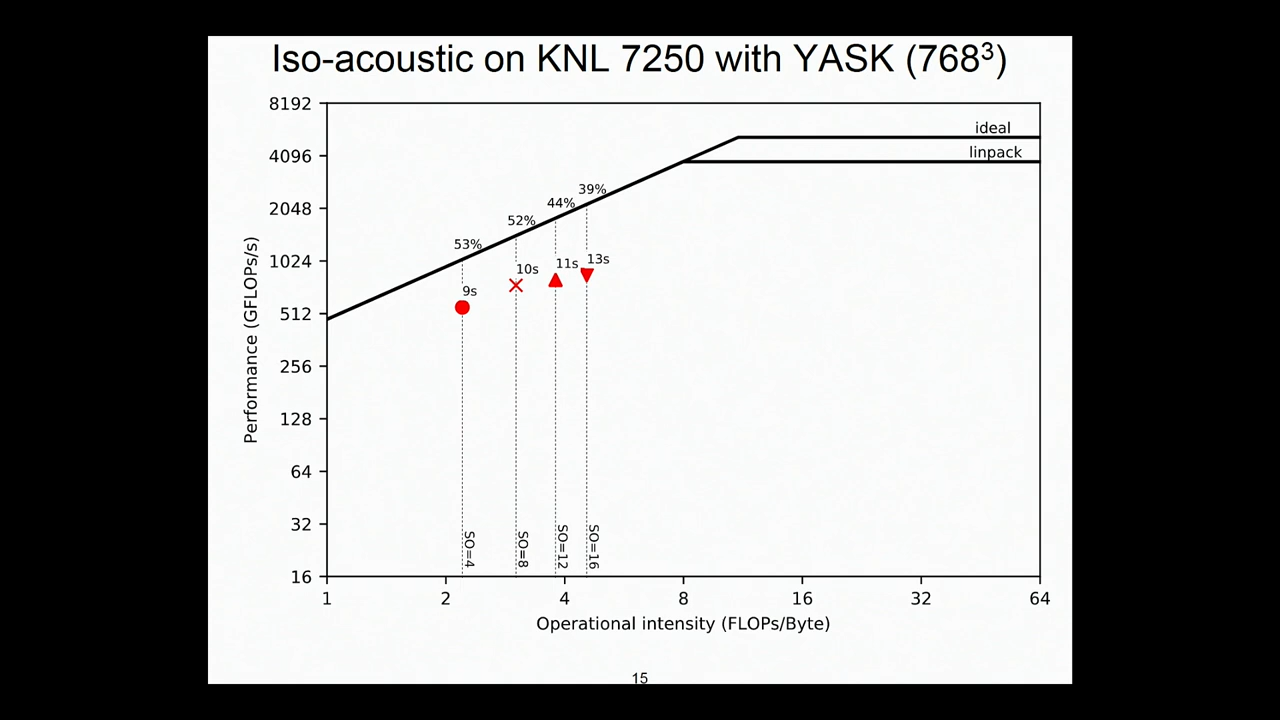 Iso-acoustic on KNL 7250 with YASK (768³)
8192
4096
2048
1024
512
256
128
64
32
16
Performance (GFLOPs/s)
ideal
linpack
53%
52%
44%
39%
9s
10s
11s
13s
SO=4
SO=8
SO=12
SO=16
1 2 4 8 16 32 64
Operational intensity (FLOPs/Byte)
15